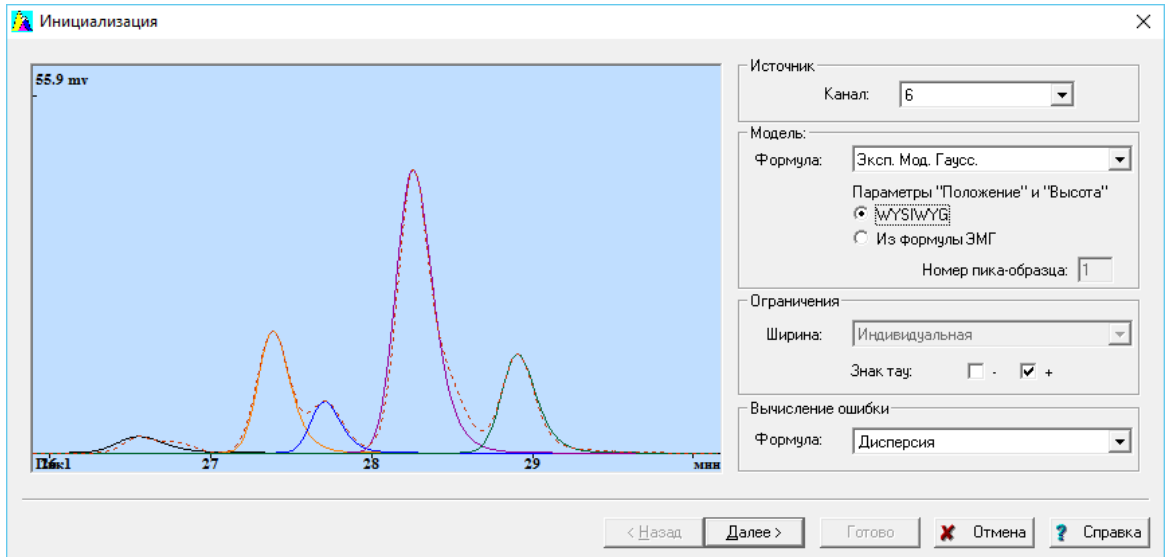 Инициализация
55.9 mv
27
28
29
мин
Источник
Канал: 6
Модель:
Формула: Эксп. Мод. Гаусс.
Параметры "Положение" и "Высота"
WYSIWYG
Из формулы ЭМГ
Номер пика-образца: 1
Ограничения
Ширина: Индивидуальная
Знак тау: - +
Вычисление ошибки
Формула: Дисперсия
< Назад
Далее >
Готово
Отмена
? Справка